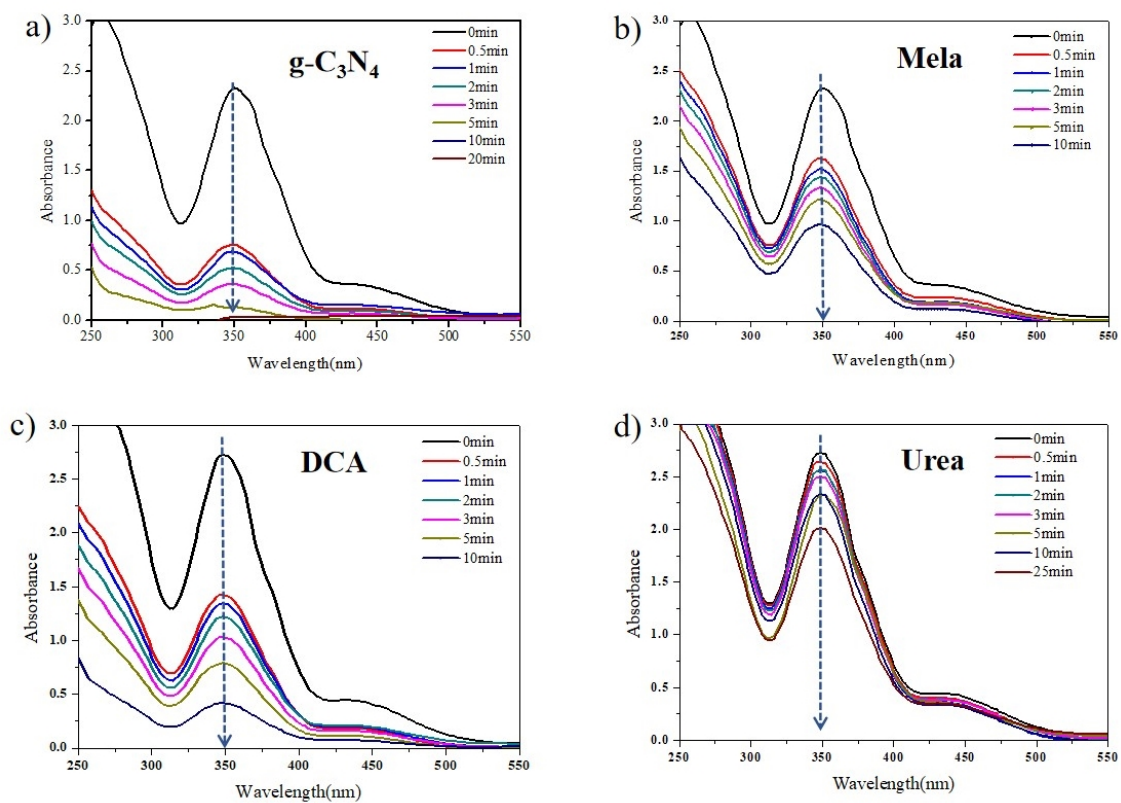 a)
g-C₃N₄
0min
0.5min
1min
2min
3min
5min
10min
20min
3.0
2.5
2.0
1.5
1.0
0.5
0.0
Absorbance
250 300 350 400 450 500 550
Wavelength(nm)
b)
Mela
0min
0.5min
1min
2min
3min
5min
10min
3.0
2.5
2.0
1.5
1.0
0.5
0.0
Absorbance
250 300 350 400 450 500 550
Wavelength(nm)
c)
DCA
0min
0.5min
1min
2min
3min
5min
10min
3.0
2.5
2.0
1.5
1.0
0.5
0.0
Absorbance
250 300 350 400 450 500 550
Wavelength(nm)
d)
Urea
0min
0.5min
1min
2min
3min
5min
10min
25min
3.0
2.5
2.0
1.5
1.0
0.5
0.0
Absorbance
250 300 350 400 450 500 550
Wavelength(nm)